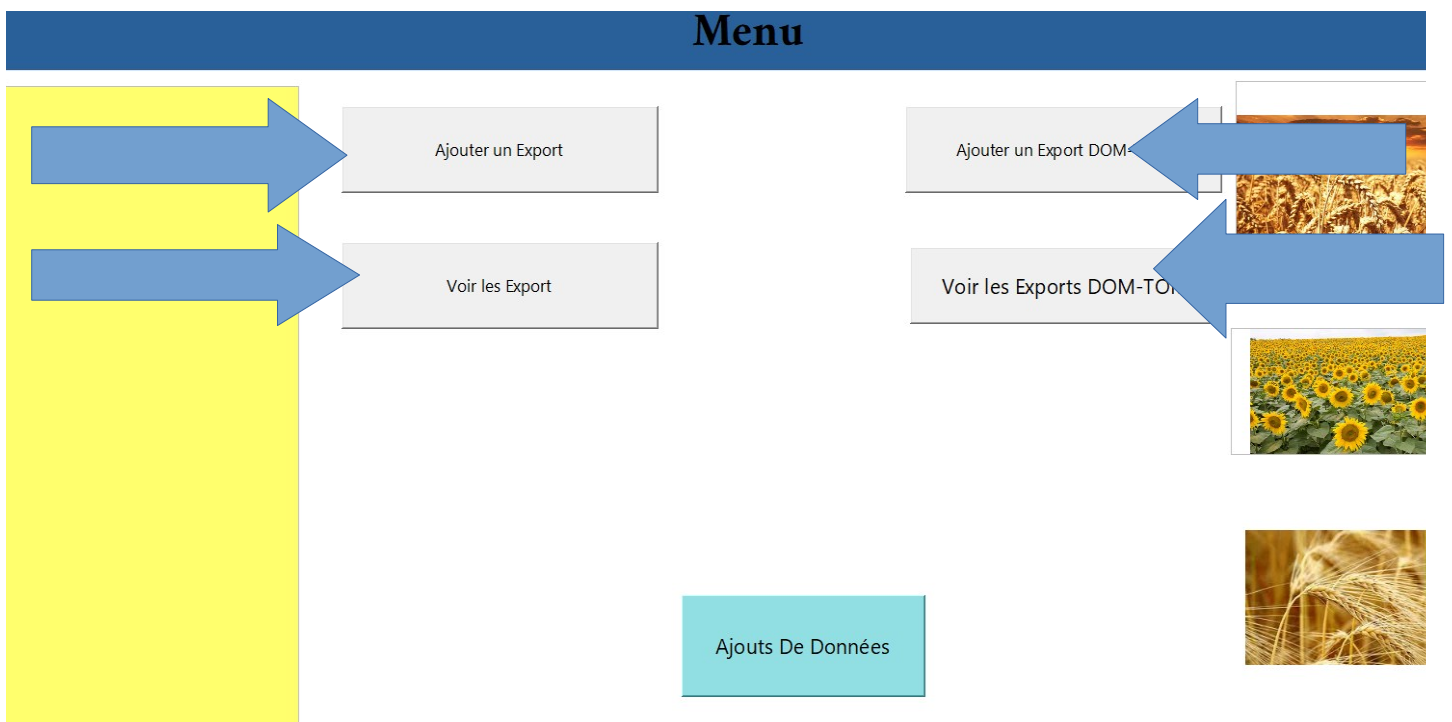 Menu
Ajouter un Export
Ajouter un Export DOM-
Voir les Export
Voir les Exports DOM-TO
Ajouts De Données